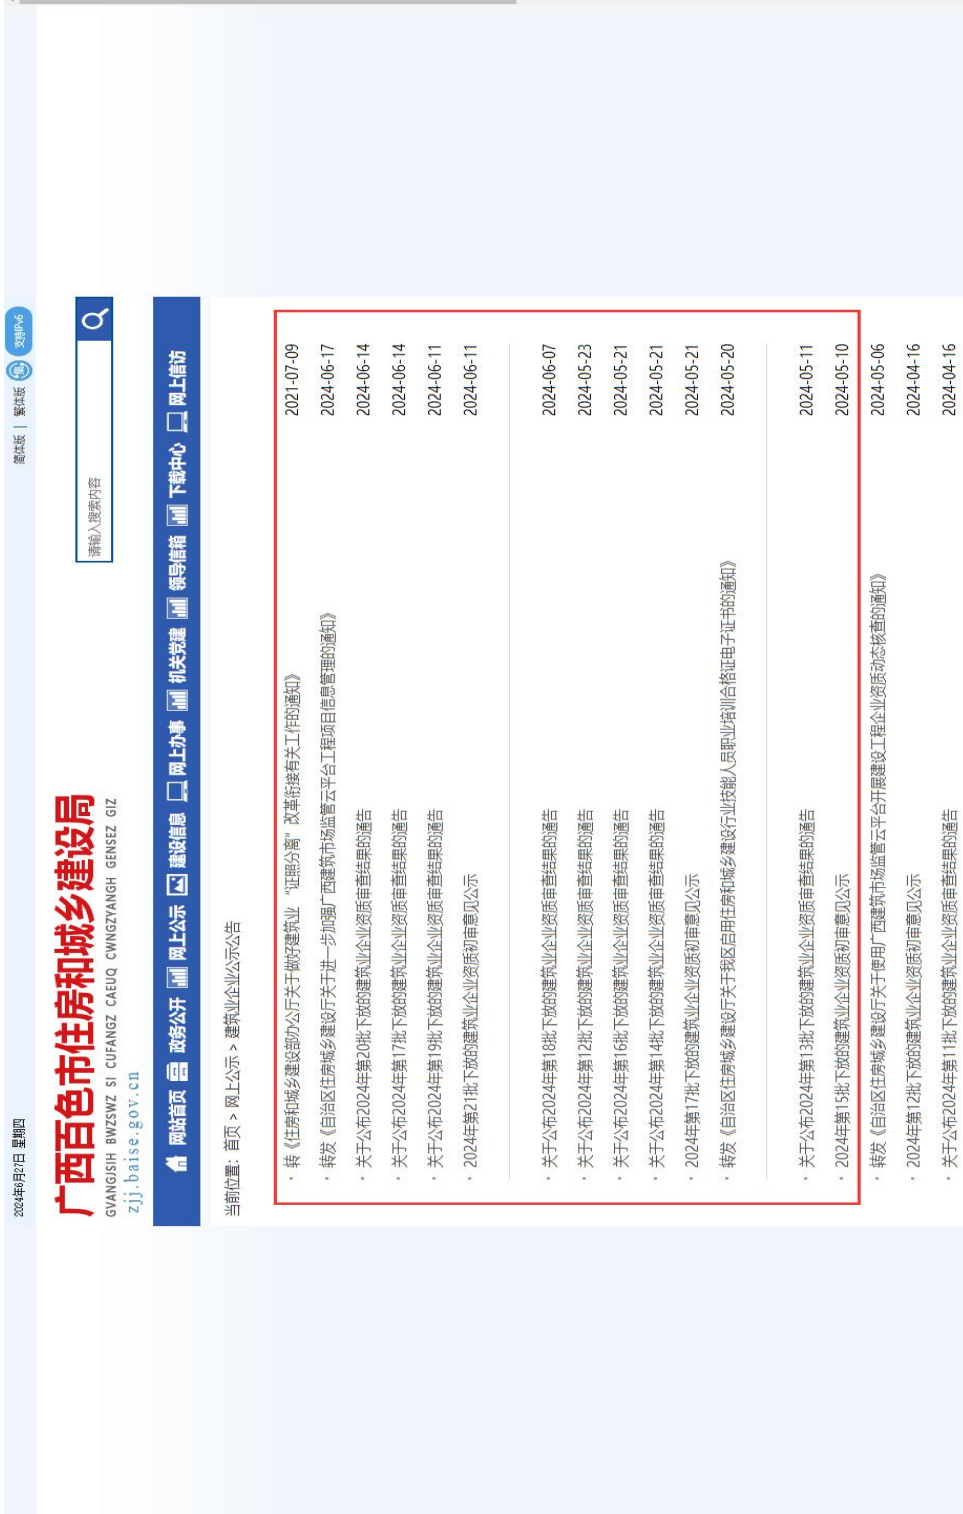 2024年6月27日 星期四
简体版 | 繁体版 支持IPv6
广西百色市住房和城乡建设局
GVANGJSIH BWZSWZ SI CUFANGZ CAEUQ CWNGZYANGH GENSEZ GIZ
zjj.baise.gov.cn
请输入搜索内容
网站首页 政务公开 网上公示 建设信息 网上办事 机关党建 领导信箱 下载中心 网上信访
当前位置：首页 > 网上公示 > 建筑业企业公示公告
· 转《住房和城乡建设部办公厅关于做好建筑业 “证照分离” 改革衔接有关工作的通知》 2021-07-09
· 转发《自治区住房城乡建设厅关于进一步加强广西建筑市场监管云平台工程项目信息管理的通知》 2024-06-17
· 关于公布2024年第20批下放的建筑业企业资质审查结果的通告 2024-06-14
· 关于公布2024年第17批下放的建筑业企业资质审查结果的通告 2024-06-14
· 关于公布2024年第19批下放的建筑业企业资质审查结果的通告 2024-06-11
· 2024年第21批下放的建筑业企业资质初审意见公示 2024-06-11
· 关于公布2024年第18批下放的建筑业企业资质审查结果的通告 2024-06-07
· 关于公布2024年第12批下放的建筑业企业资质审查结果的通告 2024-05-23
· 关于公布2024年第16批下放的建筑业企业资质审查结果的通告 2024-05-21
· 关于公布2024年第14批下放的建筑业企业资质审查结果的通告 2024-05-21
· 2024年第17批下放的建筑业企业资质初审意见公示 2024-05-21
· 转发《自治区住房城乡建设厅关于我区启用住房和城乡建设行业技能人员职业培训合格证电子证书的通知》 2024-05-20
· 关于公布2024年第13批下放的建筑业企业资质审查结果的通告 2024-05-11
· 2024年第15批下放的建筑业企业资质初审意见公示 2024-05-10
· 转发《自治区住房城乡建设厅关于使用广西建筑市场监管云平台开展建设工程企业资质动态核查的通知》 2024-05-06
· 2024年第12批下放的建筑业企业资质初审意见公示 2024-04-16
· 关于公布2024年第11批下放的建筑业企业资质审查结果的通告 2024-04-16